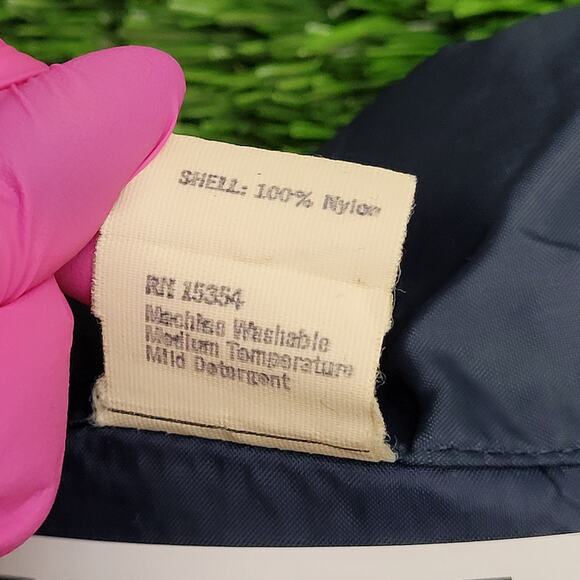 SHELL: 100% Nylon
RN 15354
Machine Washable
Medium Temperature
Mild Detergent